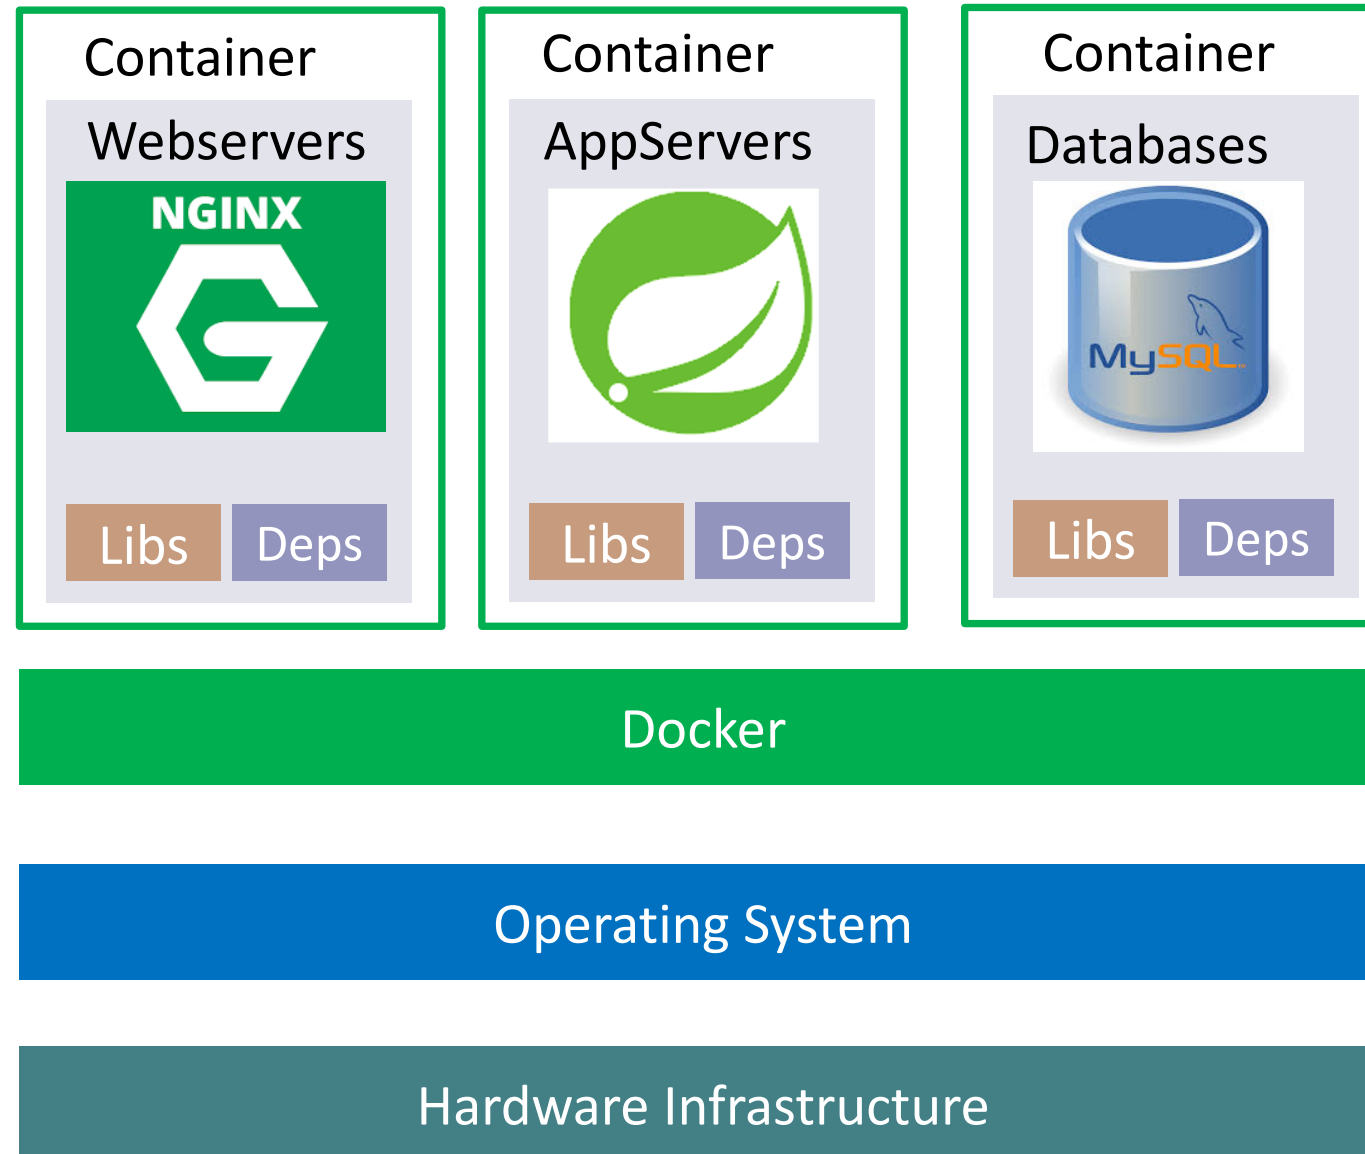 Container
Webservers
NGINX
Libs
Deps
Container
AppServers
Libs
Deps
Container
Databases
MySQL
Libs
Deps
Docker
Operating System
Hardware Infrastructure